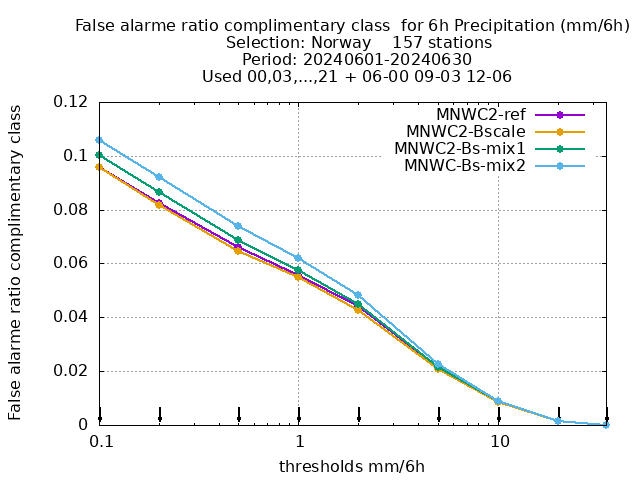 False alarme ratio complimentary class  for 6h Precipitation (mm/6h)
Selection: Norway    157 stations
Period: 20240601-20240630
Used 00,03,...,21 + 06-00 09-03 12-06
False alarme ratio complimentary class
0.12
0.1
0.08
0.06
0.04
0.02
0
MNWC2-ref
MNWC2-Bscale
MNWC2-Bs-mix1
MNWC-Bs-mix2
0.1
1
10
thresholds mm/6h